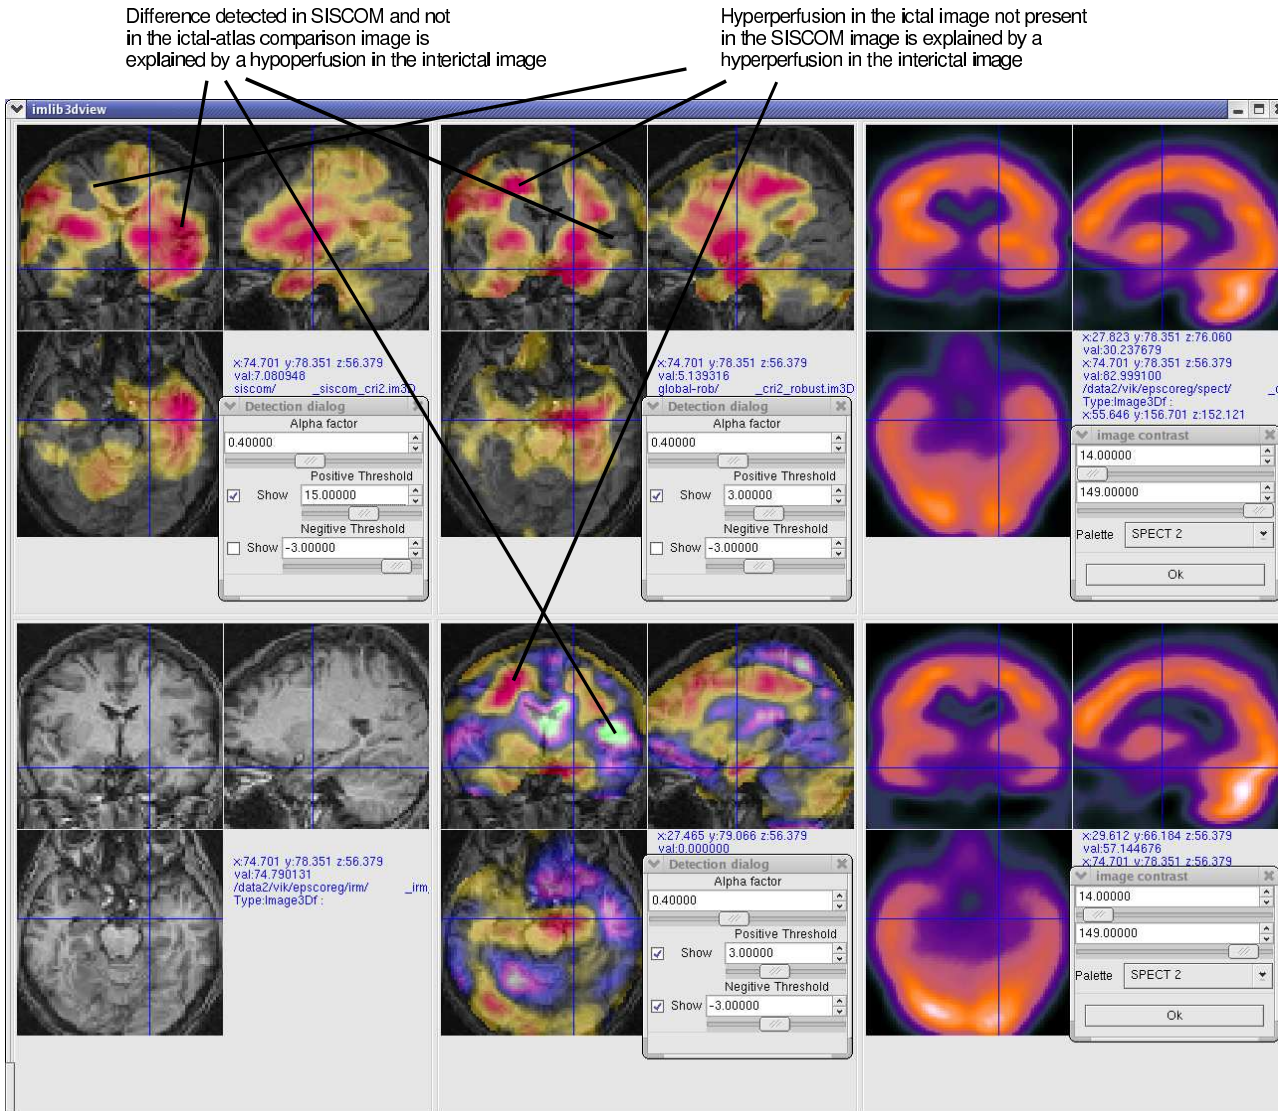 Difference detected in SISCOM and not
in the ictal-atlas comparison image is
explained by a hypoperfusion in the interictal image
Hyperperfusion in the ictal image not present
in the SISCOM image is explained by a
hyperperfusion in the interictal image
imlib3dview
x:74.701 y:78.351 z:56.379
val:7.080948
siscom/ _siscom_cri2.im3D
Detection dialog
Alpha factor
0.40000
Positive Threshold
Show 15.00000
Negitive Threshold
Show -3.00000
x:74.701 y:78.351 z:56.379
val:5.139316
global-rob/ _cri2_robust.im3D
Detection dialog
Alpha factor
0.40000
Positive Threshold
Show 3.00000
Negitive Threshold
Show -3.00000
x:27.823 y:78.351 z:76.060
val:30.237679
x:74.701 y:78.351 z:56.379
val:82.999100
/data2/vik/epscoreg/spect/
Type:Image3Df :
x:55.646 y:156.701 z:152.121
image contrast
14.00000
149.00000
Palette SPECT 2
Ok
x:74.701 y:78.351 z:56.379
val:74.790131
/data2/vik/epscoreg/irm/ _irm
Type:Image3Df :
x:27.465 y:79.066 z:56.379
val:0.000000
Detection dialog
Alpha factor
0.40000
Positive Threshold
Show 3.00000
Negitive Threshold
Show -3.00000
x:29.612 y:66.184 z:56.379
val:57.144676
x:74.701 y:78.351 z:56.379
image contrast
14.00000
149.00000
Palette SPECT 2
Ok